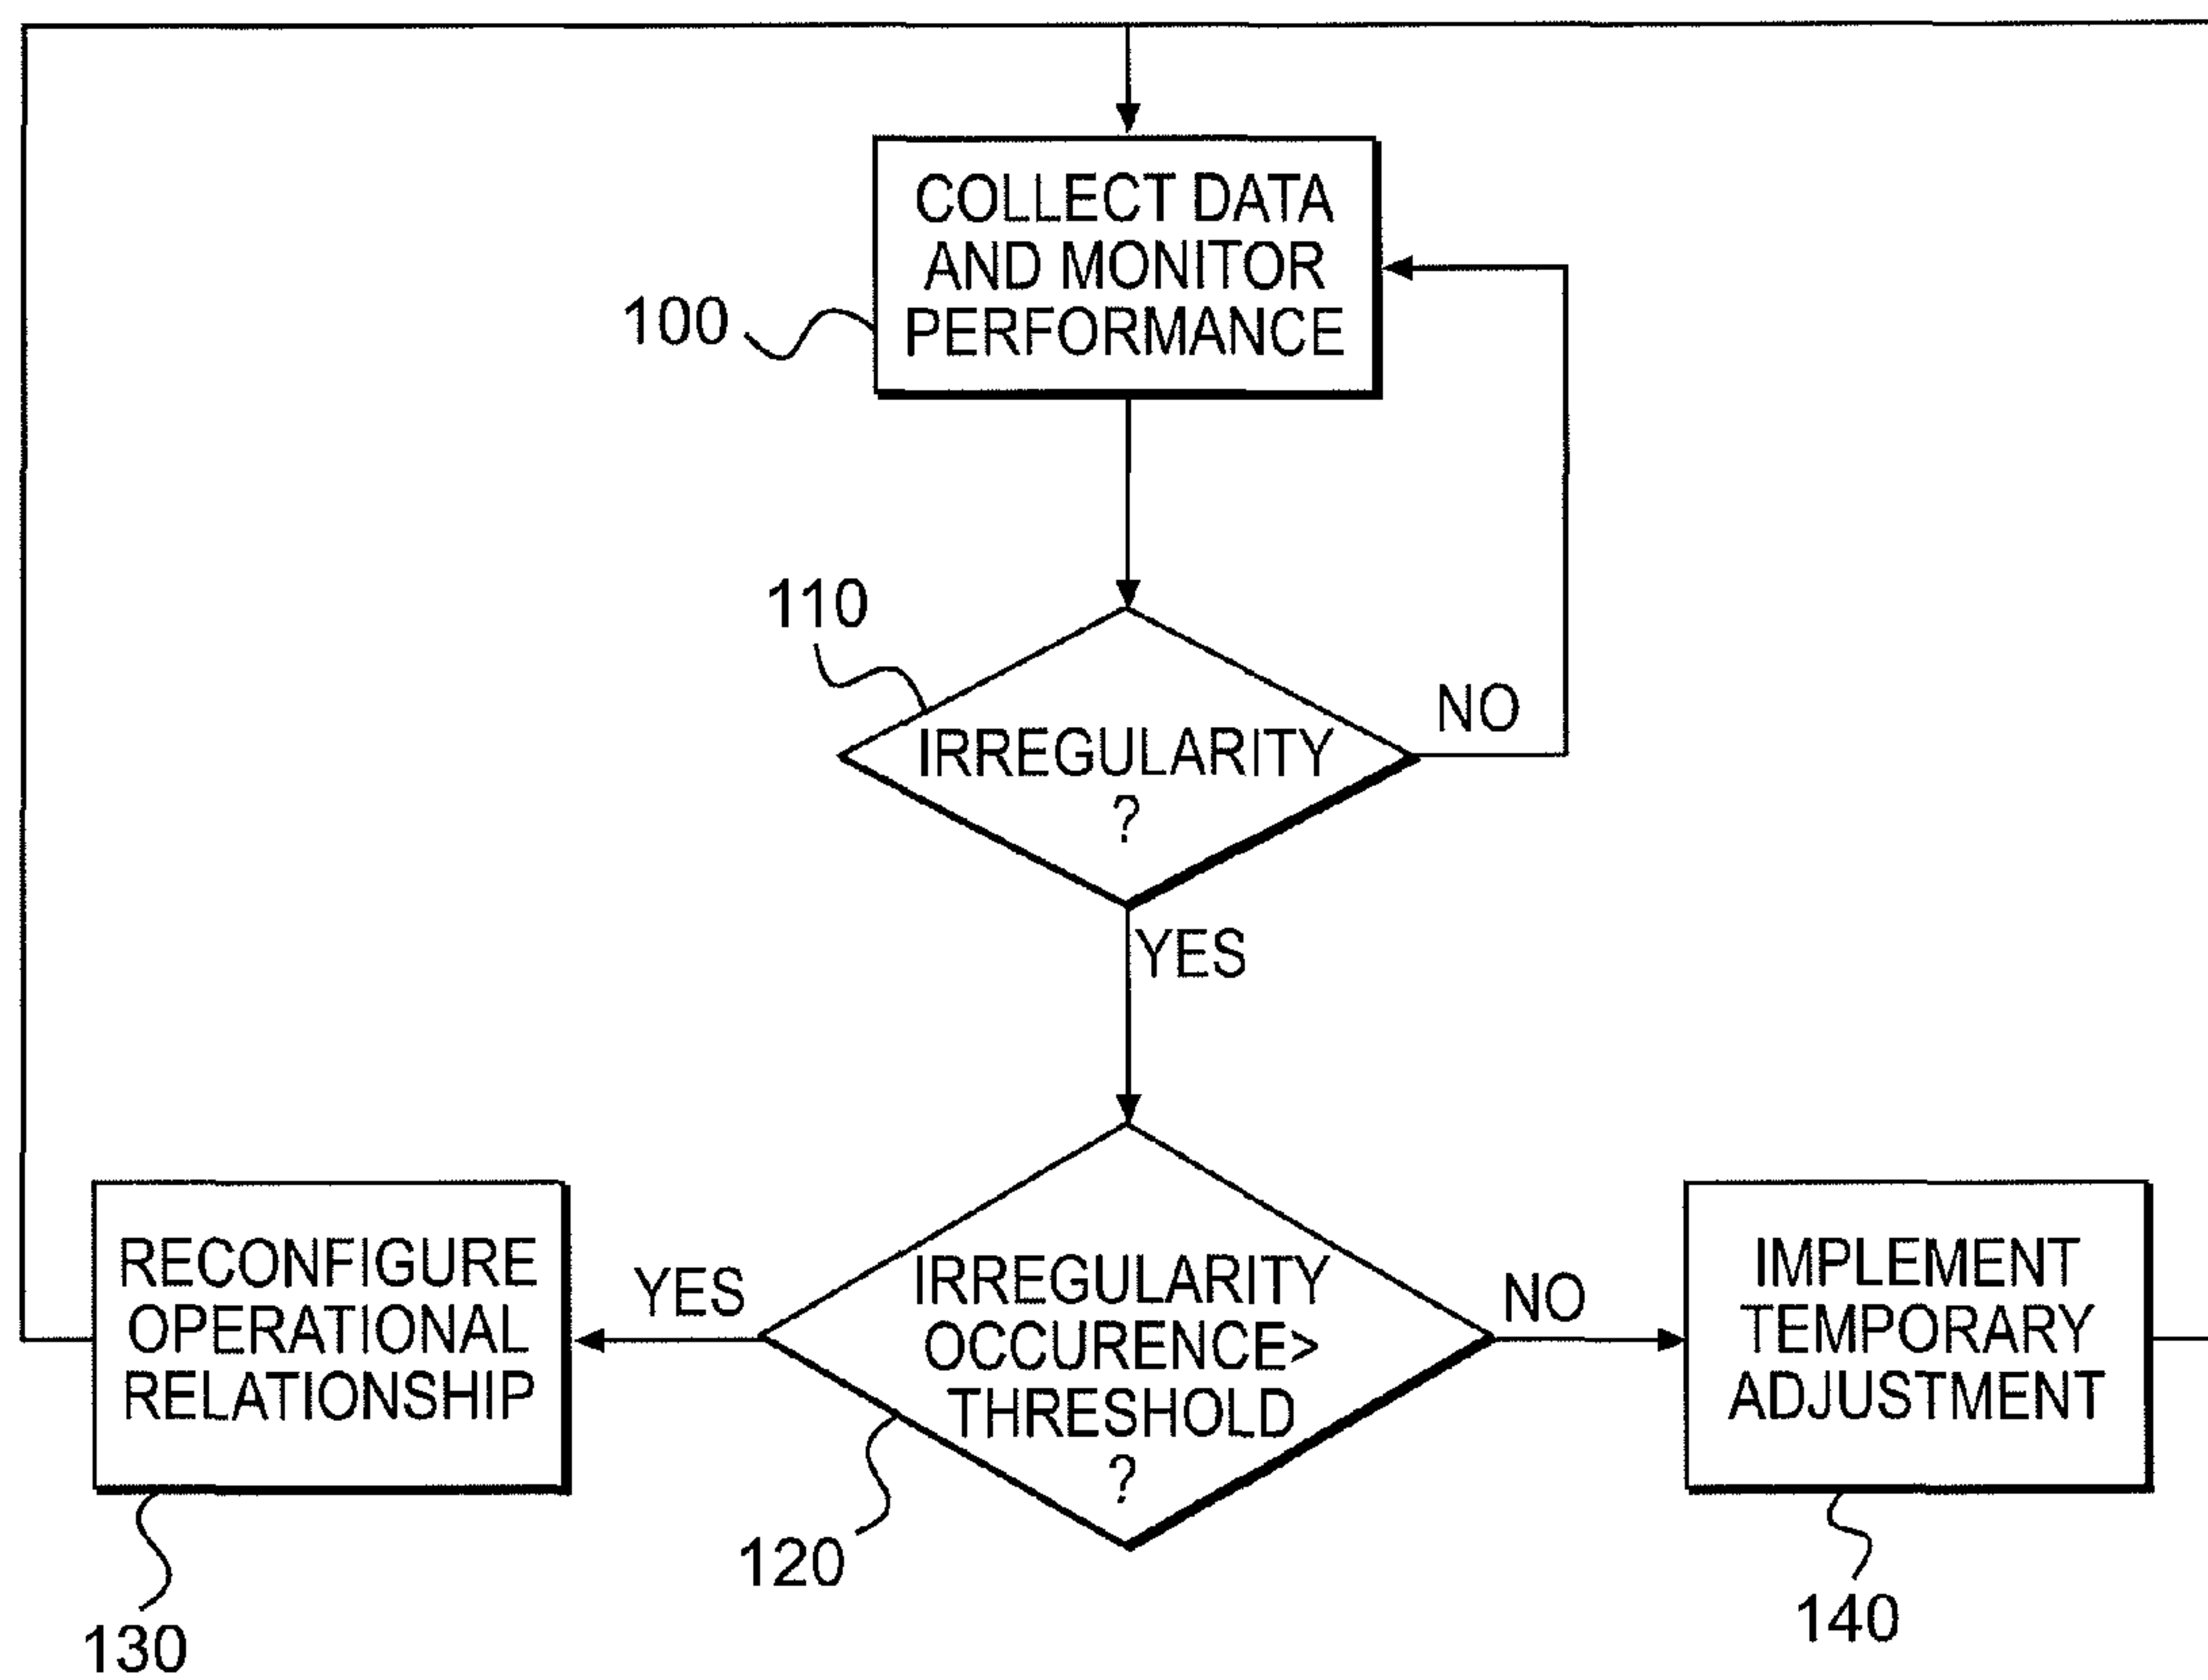 COLLECT DATA
AND MONITOR
PERFORMANCE
100
110
IRREGULARITY
?
NO
YES
RECONFIGURE
OPERATIONAL
RELATIONSHIP
130
YES
IRREGULARITY
OCCURENCE>
THRESHOLD
?
120
NO
IMPLEMENT
TEMPORARY
ADJUSTMENT
140